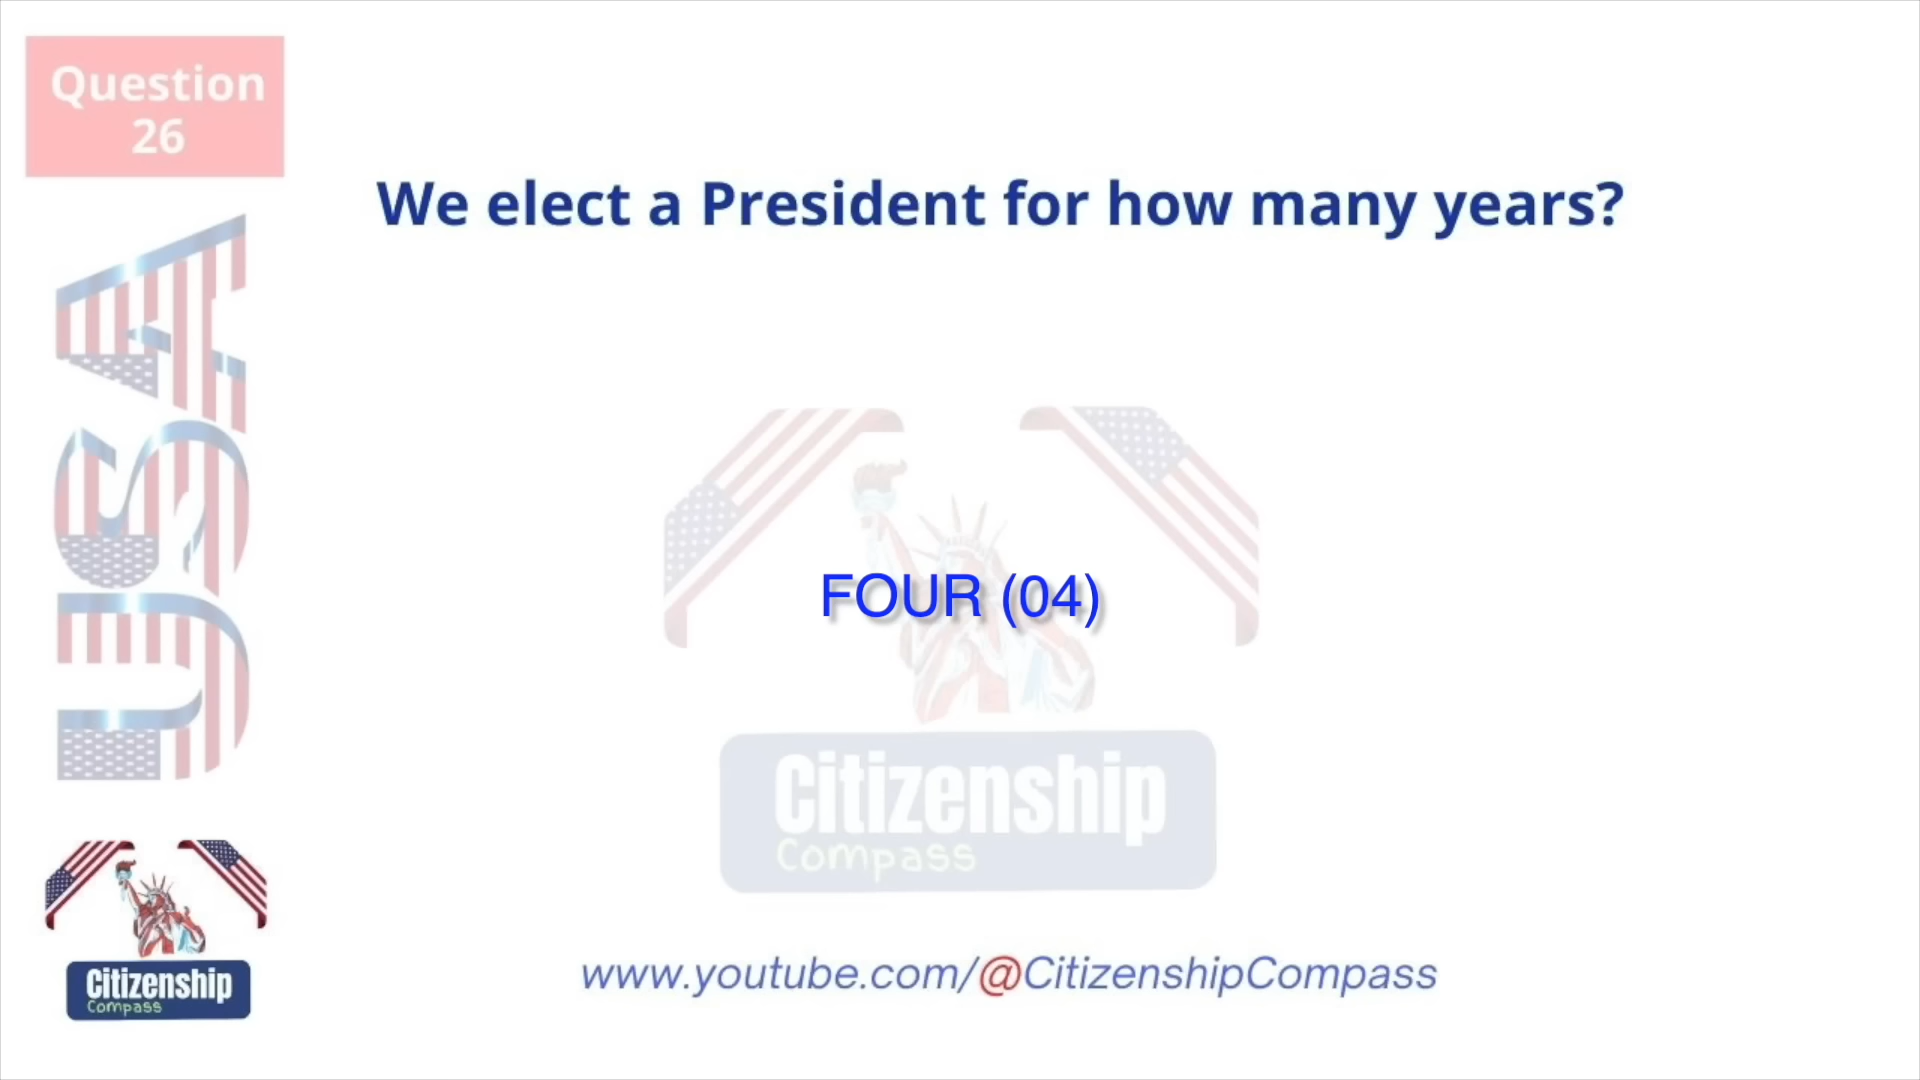 Question
26
We elect a President for how many years?
USA
FOUR (04)
Citizenship
Compass
Citizenship
Compass
www.youtube.com/@CitizenshipCompass